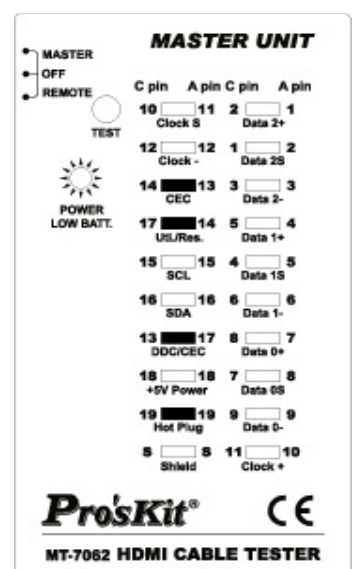 MASTER UNIT
MASTER
OFF
REMOTE
TEST
POWER
LOW BATT.
C pin A pin C pin A pin
10 11 2 1
Clock S Data 2+
12 12 1 2
Clock - Data 2S
14 13 3 3
CEC Data 2-
17 14 5 4
Uti./Res. Data 1+
15 15 4 5
SCL Data 1S
16 16 6 6
SDA Data 1-
13 17 8 7
DDC/CEC Data 0+
18 18 7 8
+5V Power Data 0S
19 19 9 9
Hot Plug Data 0-
S S 11 10
Shield Clock +
Pro'sKit® CE
MT-7062 HDMI CABLE TESTER